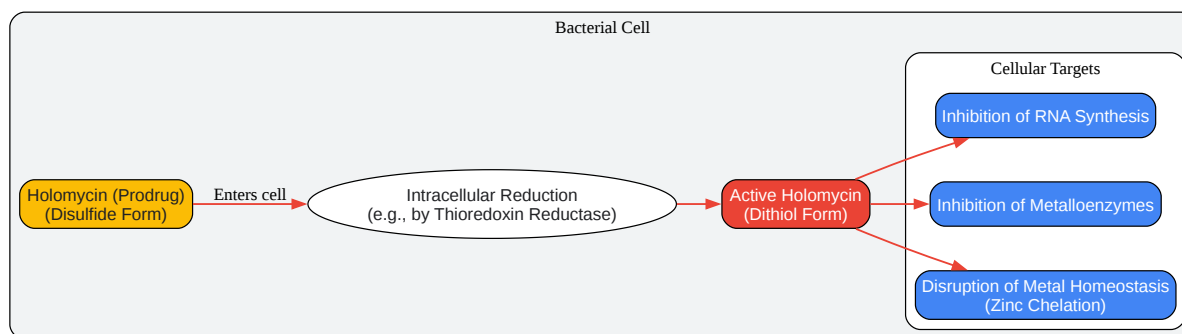 Bacterial Cell
Cellular Targets
Inhibition of RNA Synthesis
Holomycin (Prodrug)
(Disulfide Form)
Enters cell
Intracellular Reduction
(e.g., by Thioredoxin Reductase)
Active Holomycin
(Dithiol Form)
Inhibition of Metalloenzymes
Disruption of Metal Homeostasis
(Zinc Chelation)